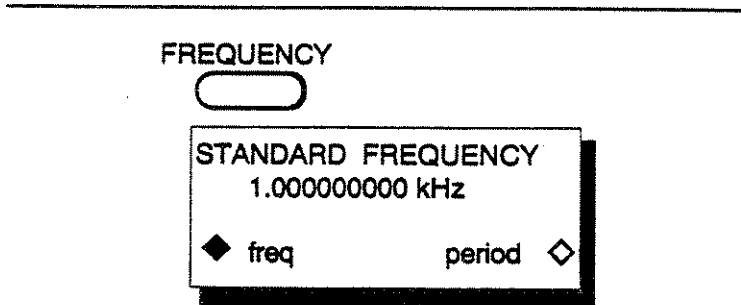 FREQUENCY
STANDARD FREQUENCY
1.000000000 kHz
freq period